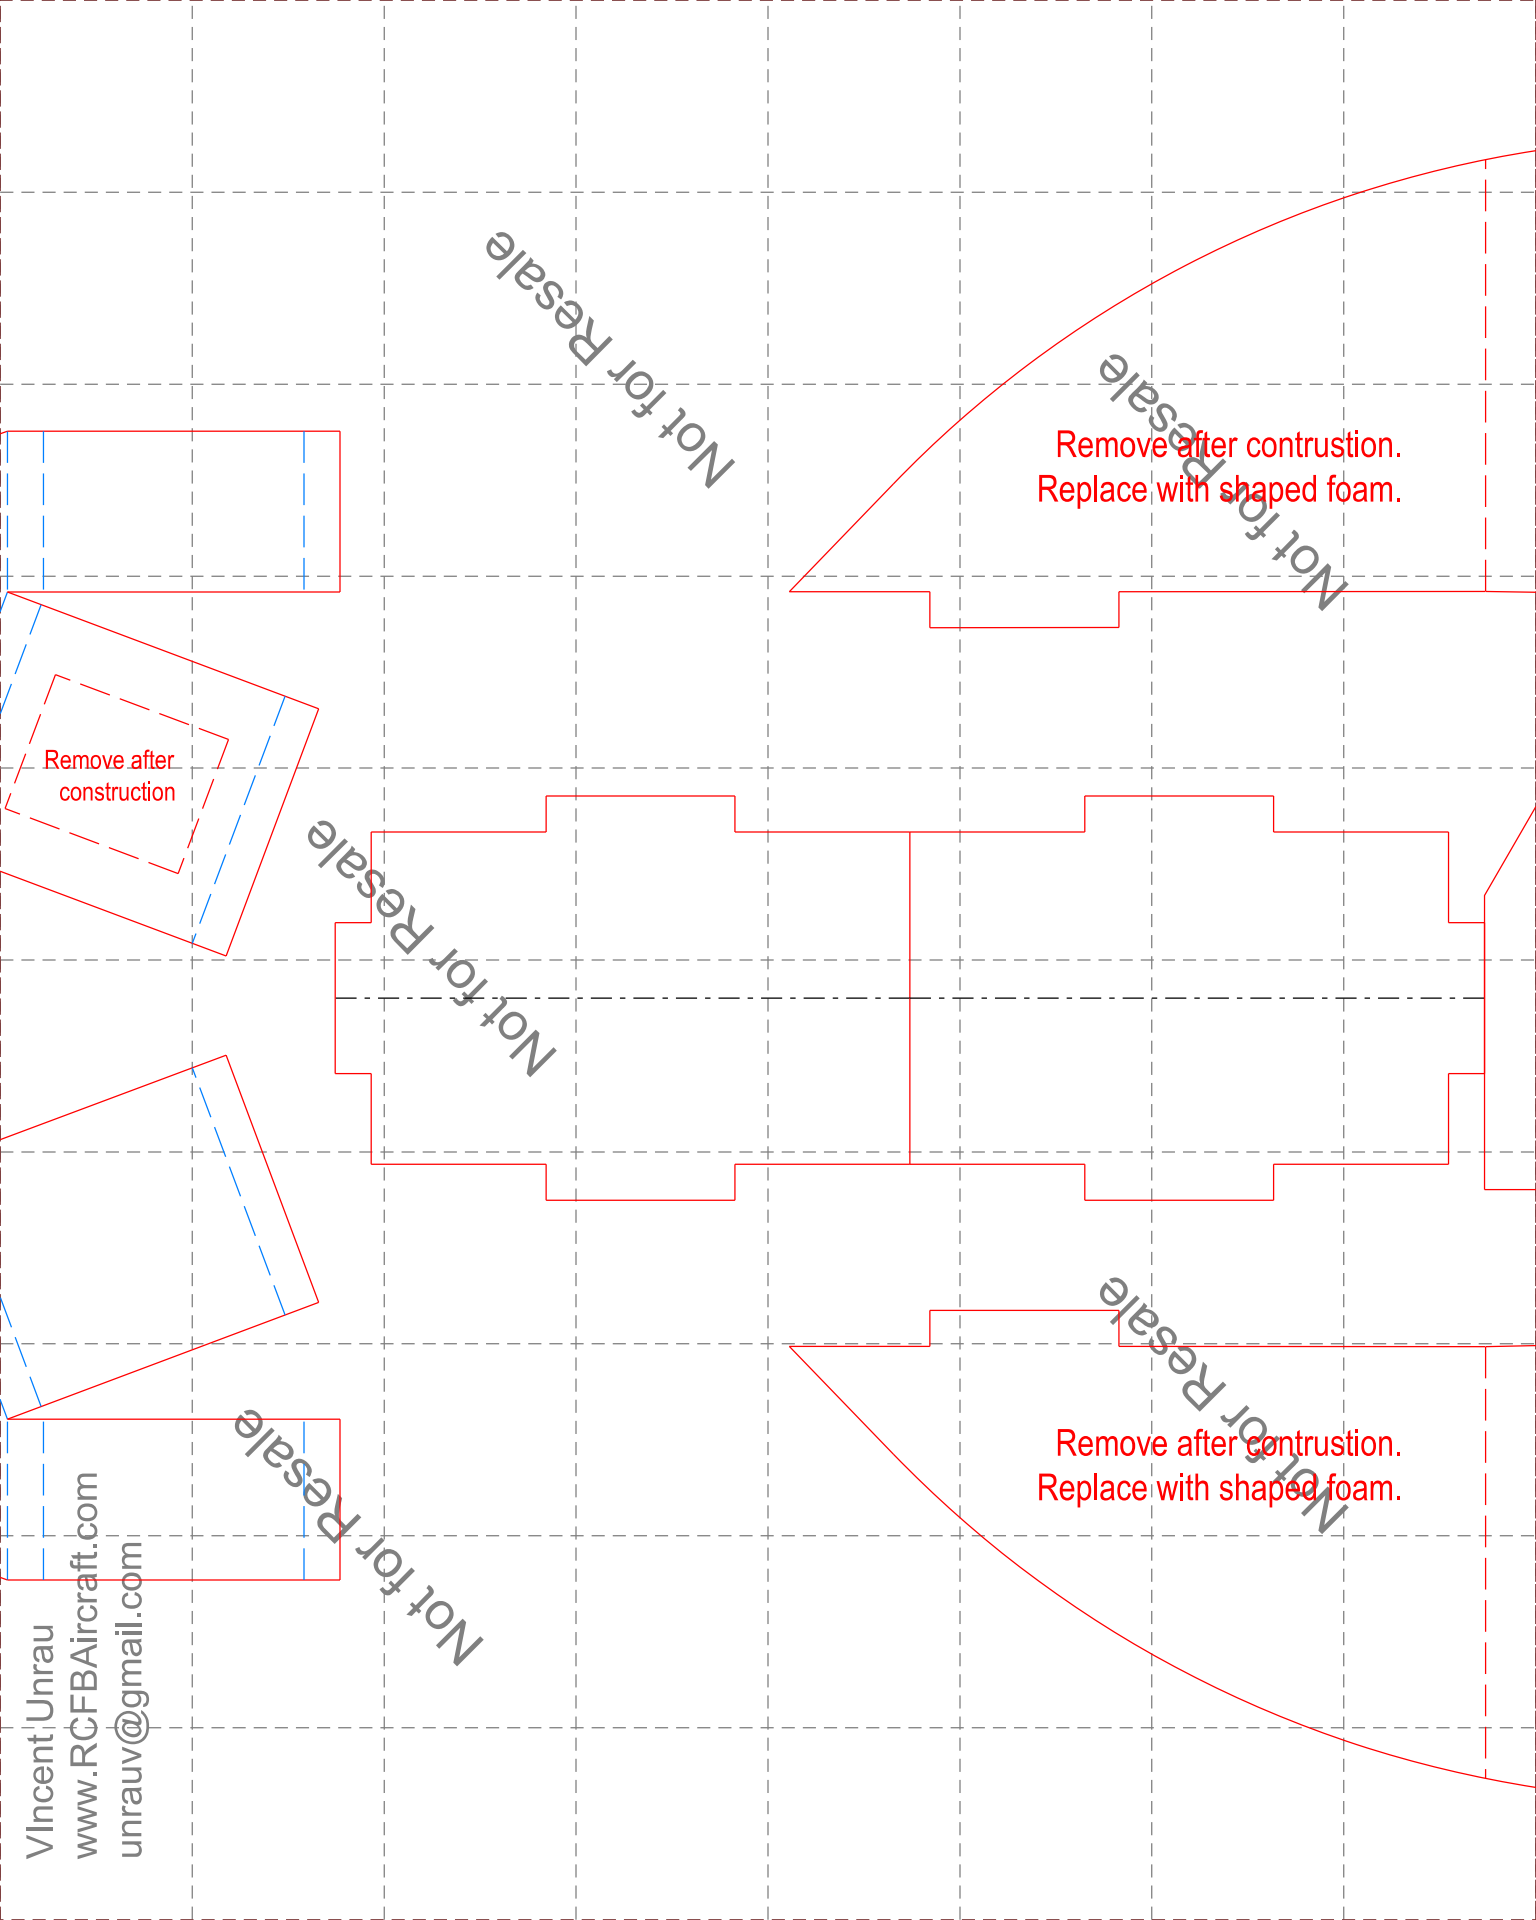 Not for Resale
Not for Resale
Remove after contrustion.
Replace with shaped foam.
Remove after
construction
Not for Resale
Not for Resale
Remove after contrustion.
Replace with shaped foam.
Not for Resale
VIncent Unrau
www.RCFBAircraft.com
unrauv@gmail.com